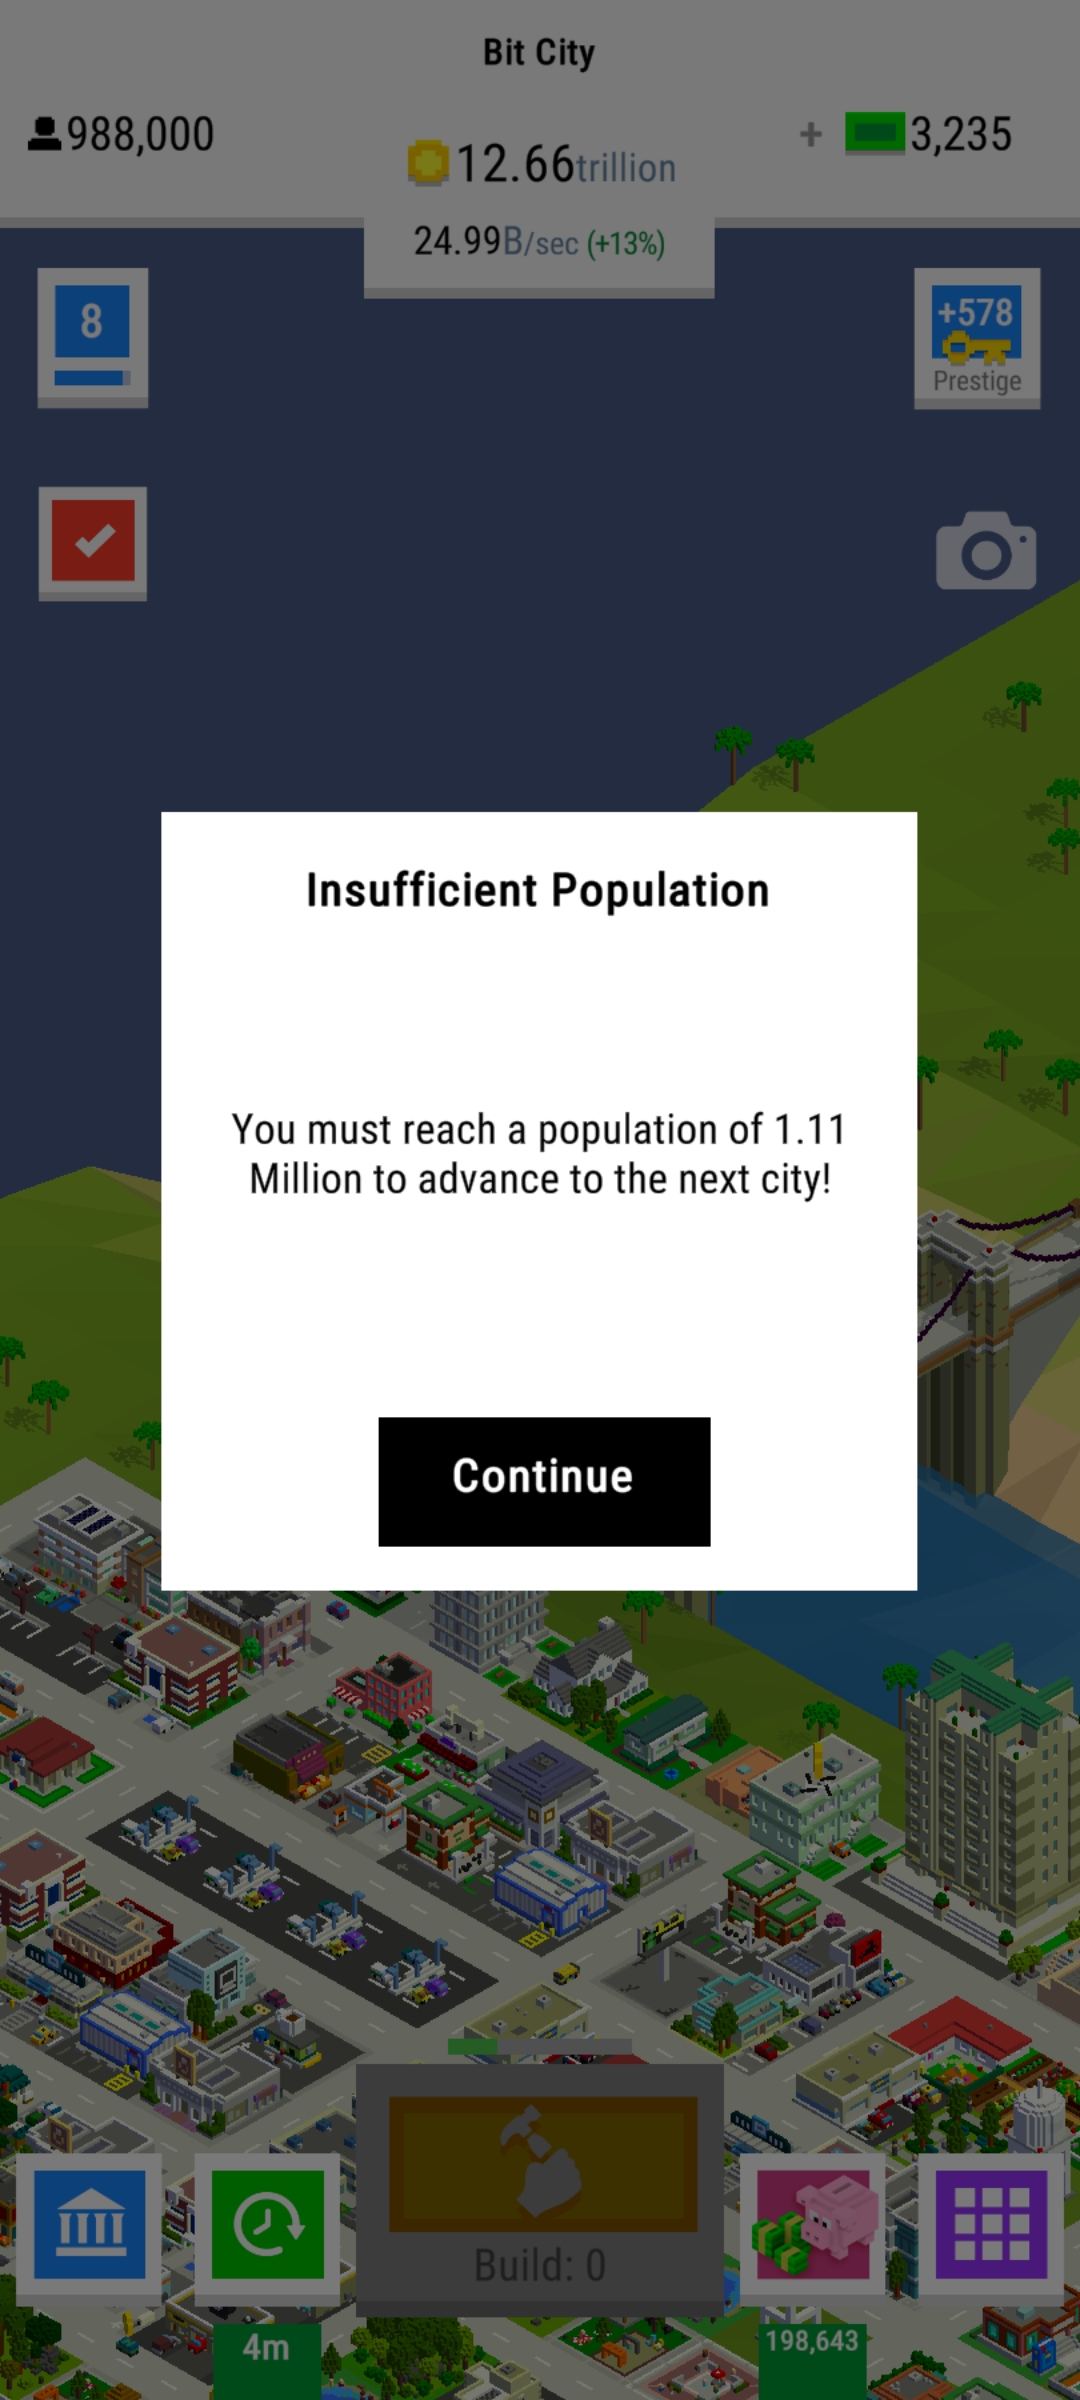 Bit City
988,000
12.66trillion
+ 3,235
24.99B/sec (+13%)
8
+578
Prestige
Insufficient Population
You must reach a population of 1.11
Million to advance to the next city!
Continue
Build: 0
4m
198,643